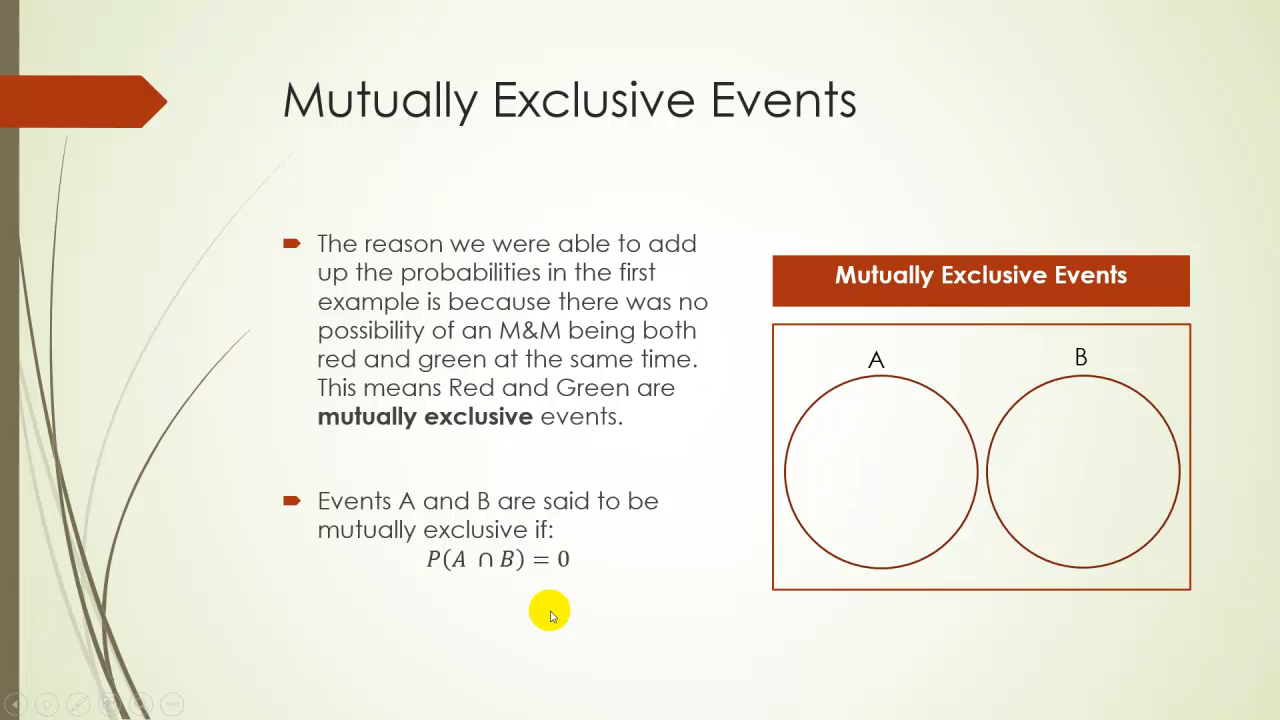 Mutually Exclusive Events
The reason we were able to add
up the probabilities in the first
example is because there was no
possibility of an M&M being both
red and green at the same time.
This means Red and Green are
mutually exclusive events.
Events A and B are said to be
mutually exclusive if:
P(A ∩ B) = 0
Mutually Exclusive Events
A
B